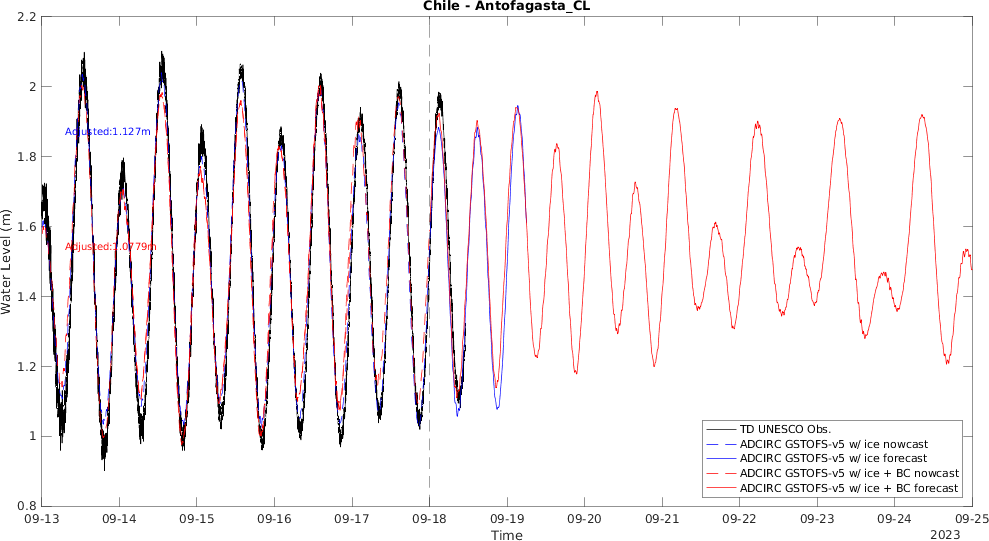 Chile - Antofagasta_CL
2.2
2
1.8
1.6
1.4
1.2
1
0.8
Water Level (m)
Adjusted:1.127m
Adjusted:1.0779m
TD UNESCO Obs.
ADCIRC GSTOFS-v5 w/ ice nowcast
ADCIRC GSTOFS-v5 w/ ice forecast
ADCIRC GSTOFS-v5 w/ ice + BC nowcast
ADCIRC GSTOFS-v5 w/ ice + BC forecast
09-13 09-14 09-15 09-16 09-17 09-18 09-19 09-20 09-21 09-22 09-23 09-24 09-25
Time
2023